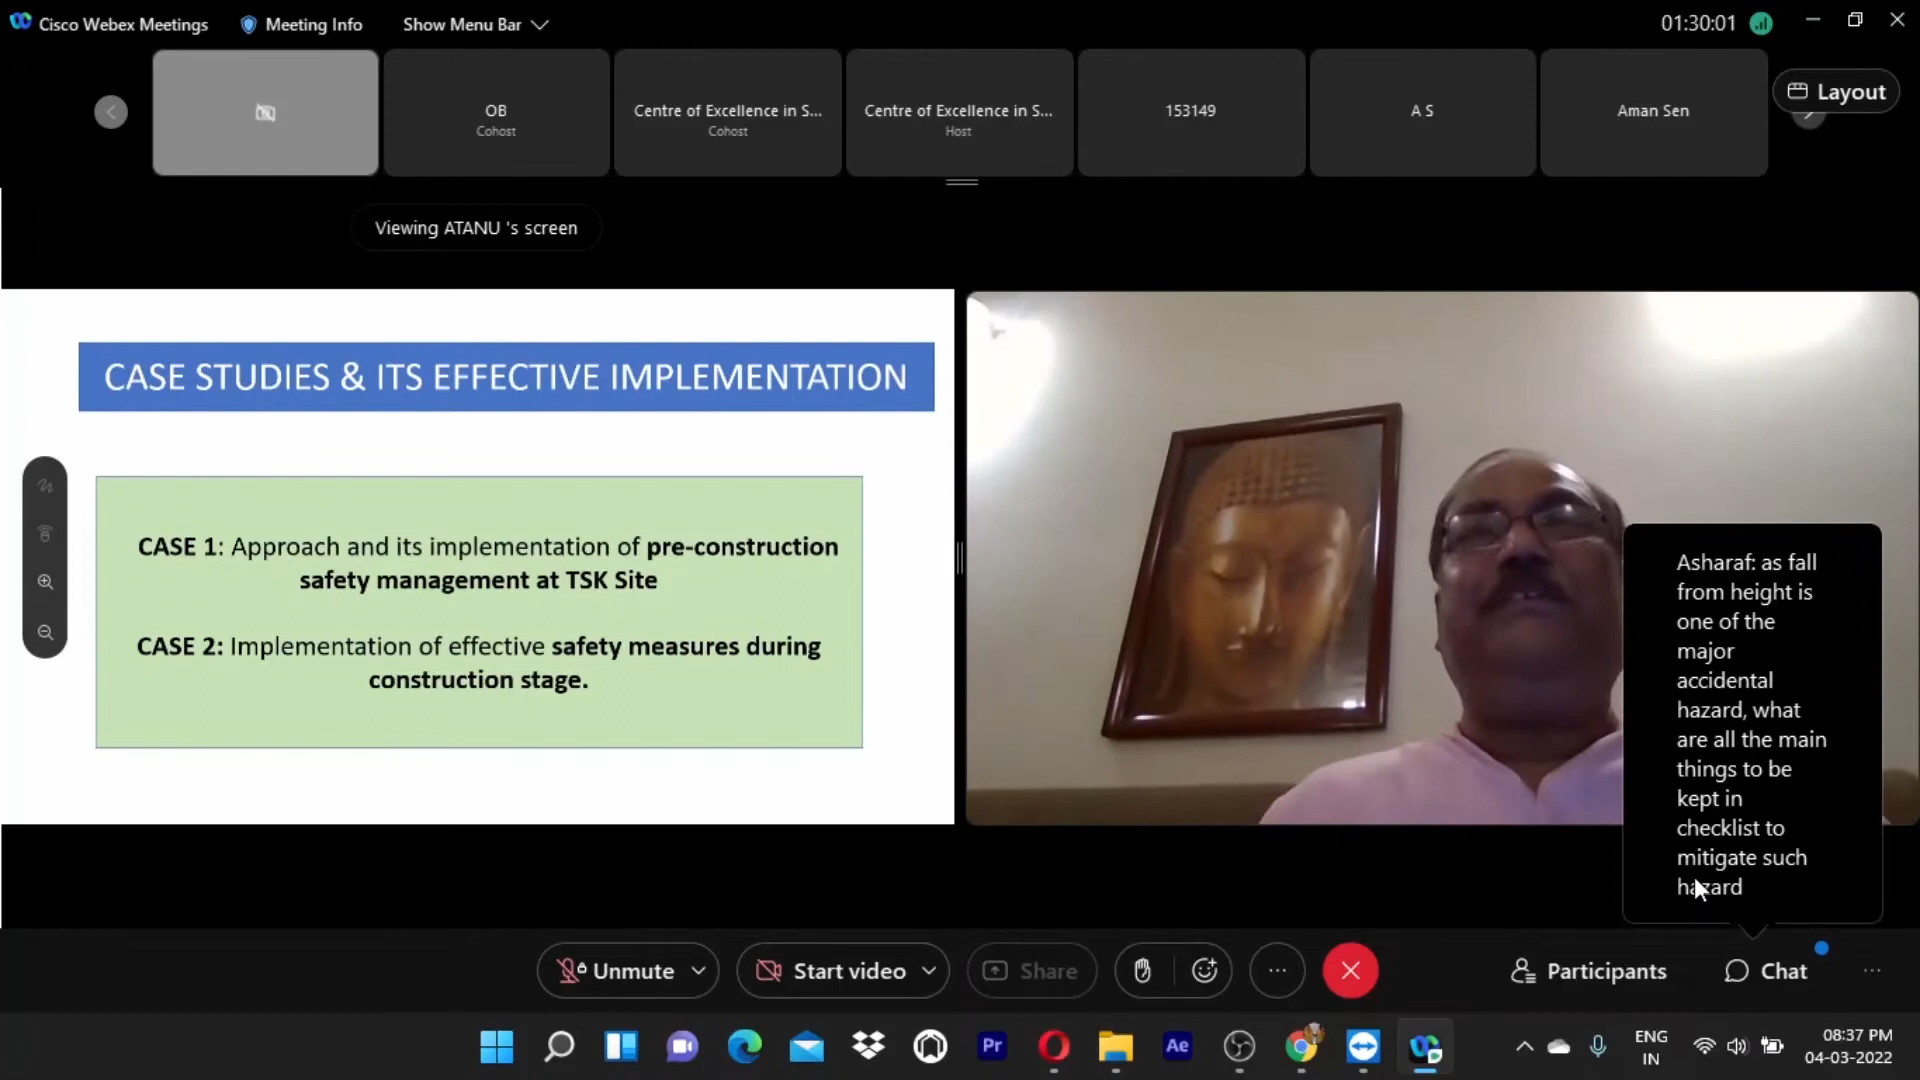 Cisco Webex Meetings
Meeting Info
Show Menu Bar
01:30:01
OB
Cohost
Centre of Excellence in S...
Cohost
Centre of Excellence in S...
Host
153149
A S
Aman Sen
Layout
Viewing ATANU 's screen
CASE STUDIES & ITS EFFECTIVE IMPLEMENTATION
CASE 1: Approach and its implementation of pre-construction
safety management at TSK Site
CASE 2: Implementation of effective safety measures during
construction stage.
Asharaf: as fall
from height is
one of the
major
accidental
hazard, what
are all the main
things to be
kept in
checklist to
mitigate such
hazard
Unmute
Start video
Share
Participants
Chat
Pr
Ae
ENG
IN
08:37 PM
04-03-2022